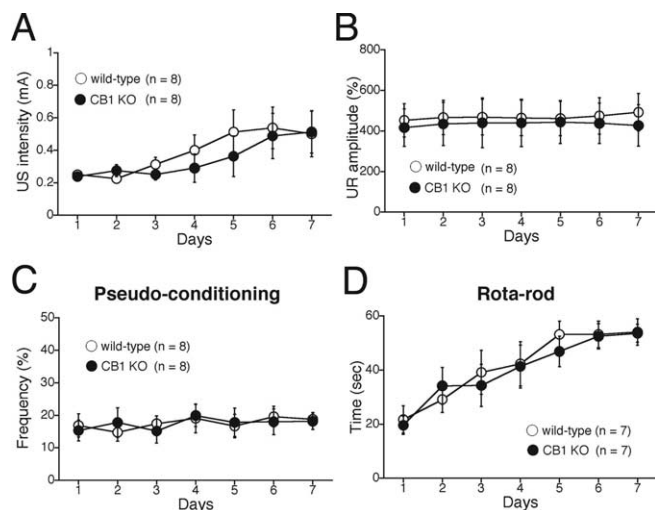 A
US intensity (mA)
1
0.8
0.6
0.4
0.2
0
wild-type (n = 8)
CB1 KO (n = 8)
1 2 3 4 5 6 7
Days
B
UR amplitude (%)
800
600
400
200
0
wild-type (n = 8)
CB1 KO (n = 8)
1 2 3 4 5 6 7
Days
C
Pseudo-conditioning
Frequency (%)
50
40
30
20
10
0
wild-type (n = 8)
CB1 KO (n = 8)
1 2 3 4 5 6 7
Days
D
Rota-rod
Time (sec)
60
40
20
0
wild-type (n = 7)
CB1 KO (n = 7)
1 2 3 4 5 6 7
Days